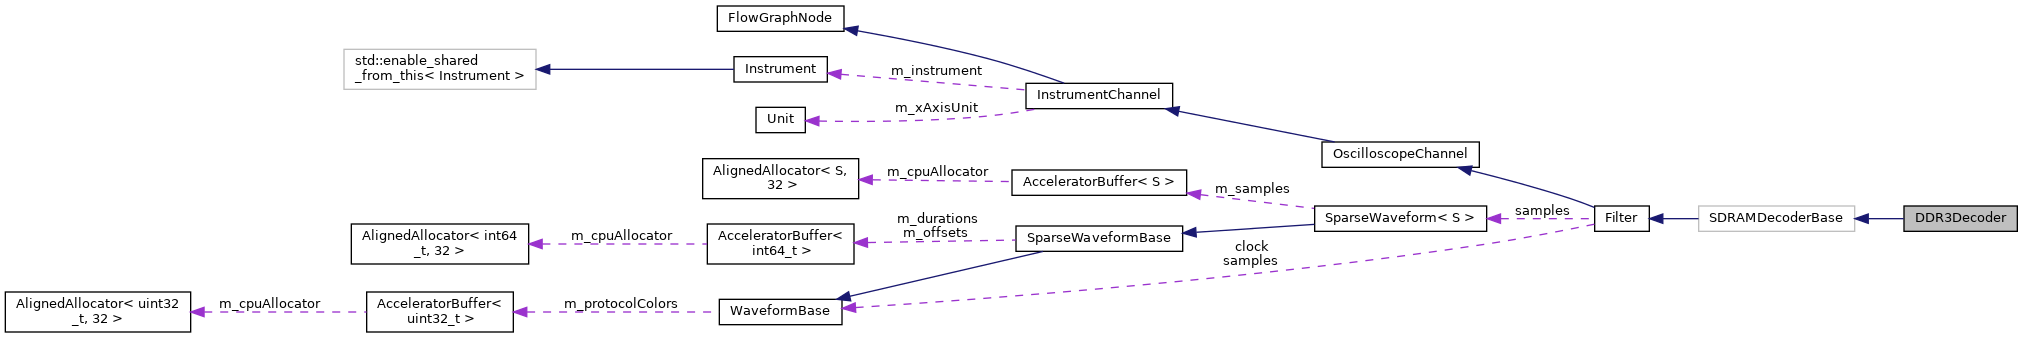 FlowGraphNode
std::enable_shared
_from_this< Instrument >
Instrument
m_instrument
InstrumentChannel
m_xAxisUnit
Unit
OscilloscopeChannel
AlignedAllocator< S,
32 >
m_cpuAllocator
AcceleratorBuffer< S >
m_samples
SparseWaveform< S >
samples
Filter
SDRAMDecoderBase
DDR3Decoder
AlignedAllocator< int64
_t, 32 >
m_cpuAllocator
AcceleratorBuffer<
int64_t >
m_durations
m_offsets
SparseWaveformBase
clock
samples
AlignedAllocator< uint32
_t, 32 >
m_cpuAllocator
AcceleratorBuffer<
uint32_t >
m_protocolColors
WaveformBase